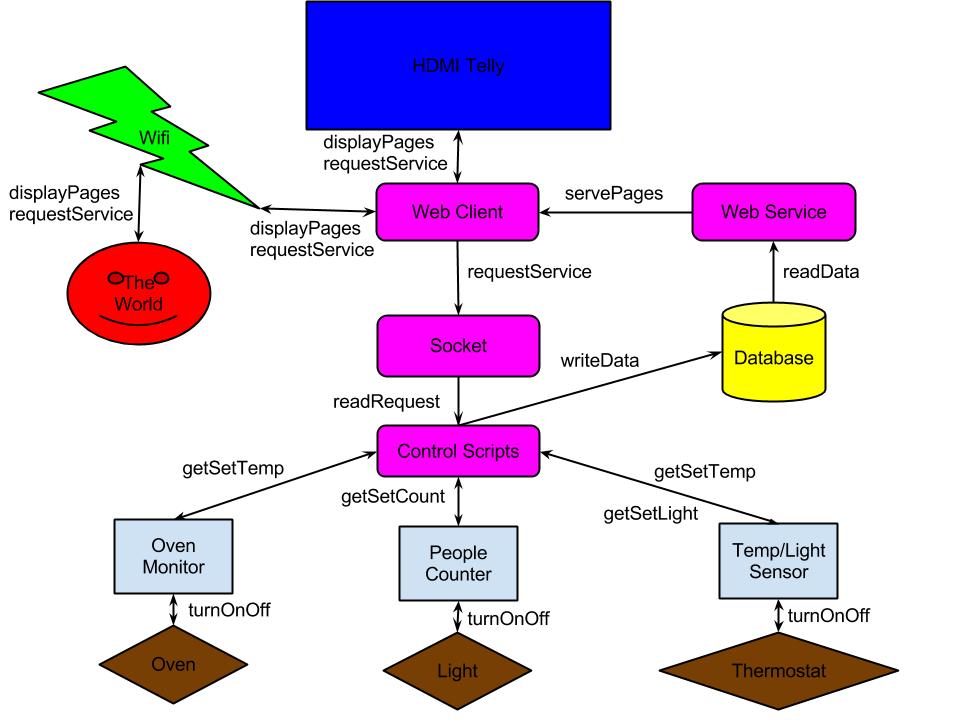 HDMI Telly
Wifi
displayPages
requestService
displayPages
requestService
servePages
Web Client
Web Service
displayPages
requestService
requestService
readData
The
World
Socket
writeData
Database
readRequest
Control Scripts
getSetTemp
getSetTemp
getSetCount
getSetLight
Oven
Monitor
People
Counter
Temp/Light
Sensor
turnOnOff
turnOnOff
turnOnOff
Oven
Light
Thermostat